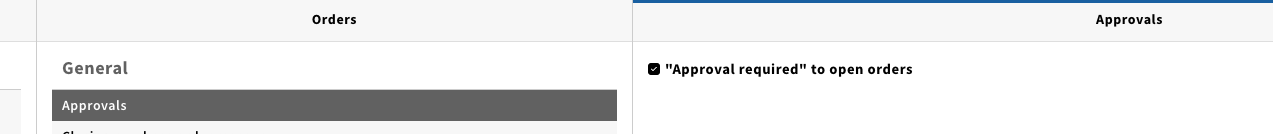 Orders
Approvals
General
"Approval required" to open orders
Approvals